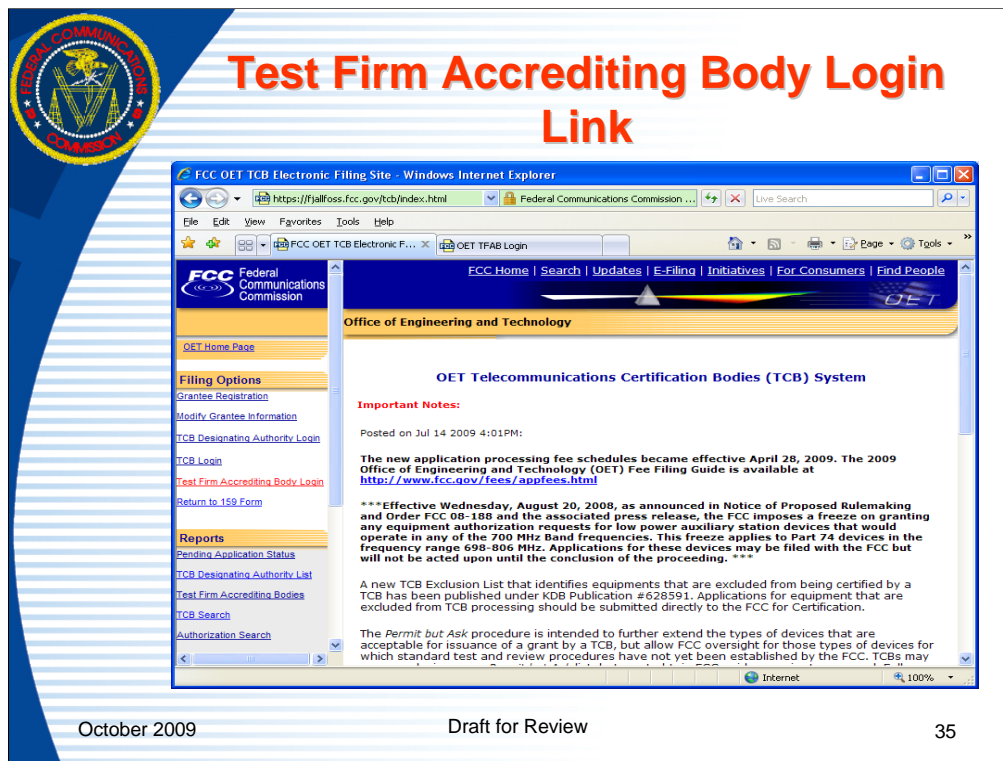 FEDERAL COMMUNICATIONS COMMISSION
Test Firm Accrediting Body Login
Link
FCC OET TCB Electronic Filing Site - Windows Internet Explorer
https://fjallfoss.fcc.gov/tcb/index.html
Federal Communications Commission ...
Live Search
File Edit View Favorites Tools Help
FCC OET TCB Electronic F...
OET TFAB Login
Page
Tools
»
FCC Federal
Communications
Commission
FCC Home | Search | Updates | E-Filing | Initiatives | For Consumers | Find People
OET
Office of Engineering and Technology
OET Home Page
Filing Options
Grantee Registration
Modify Grantee Information
TCB Designating Authority Login
TCB Login
Test Firm Accrediting Body Login
Return to 159 Form
Reports
Pending Application Status
TCB Designating Authority List
Test Firm Accrediting Bodies
TCB Search
Authorization Search
OET Telecommunications Certification Bodies (TCB) System
Important Notes:
Posted on Jul 14 2009 4:01PM:
The new application processing fee schedules became effective April 28, 2009. The 2009
Office of Engineering and Technology (OET) Fee Filing Guide is available at
http://www.fcc.gov/fees/appfees.html
***Effective Wednesday, August 20, 2008, as announced in Notice of Proposed Rulemaking
and Order FCC 08-188 and the associated press release, the FCC imposes a freeze on granting
any equipment authorization requests for low power auxiliary station devices that would
operate in any of the 700 MHz Band frequencies. This freeze applies to Part 74 devices in the
frequency range 698-806 MHz. Applications for these devices may be filed with the FCC but
will not be acted upon until the conclusion of the proceeding. ***
A new TCB Exclusion List that identifies equipments that are excluded from being certified by a
TCB has been published under KDB Publication #628591. Applications for equipment that are
excluded from TCB processing should be submitted directly to the FCC for Certification.
The Permit but Ask procedure is intended to further extend the types of devices that are
acceptable for issuance of a grant by a TCB, but allow FCC oversight for those types of devices for
which standard test and review procedures have not yet been established by the FCC. TCBs may
Internet
100%
October 2009
Draft for Review
35